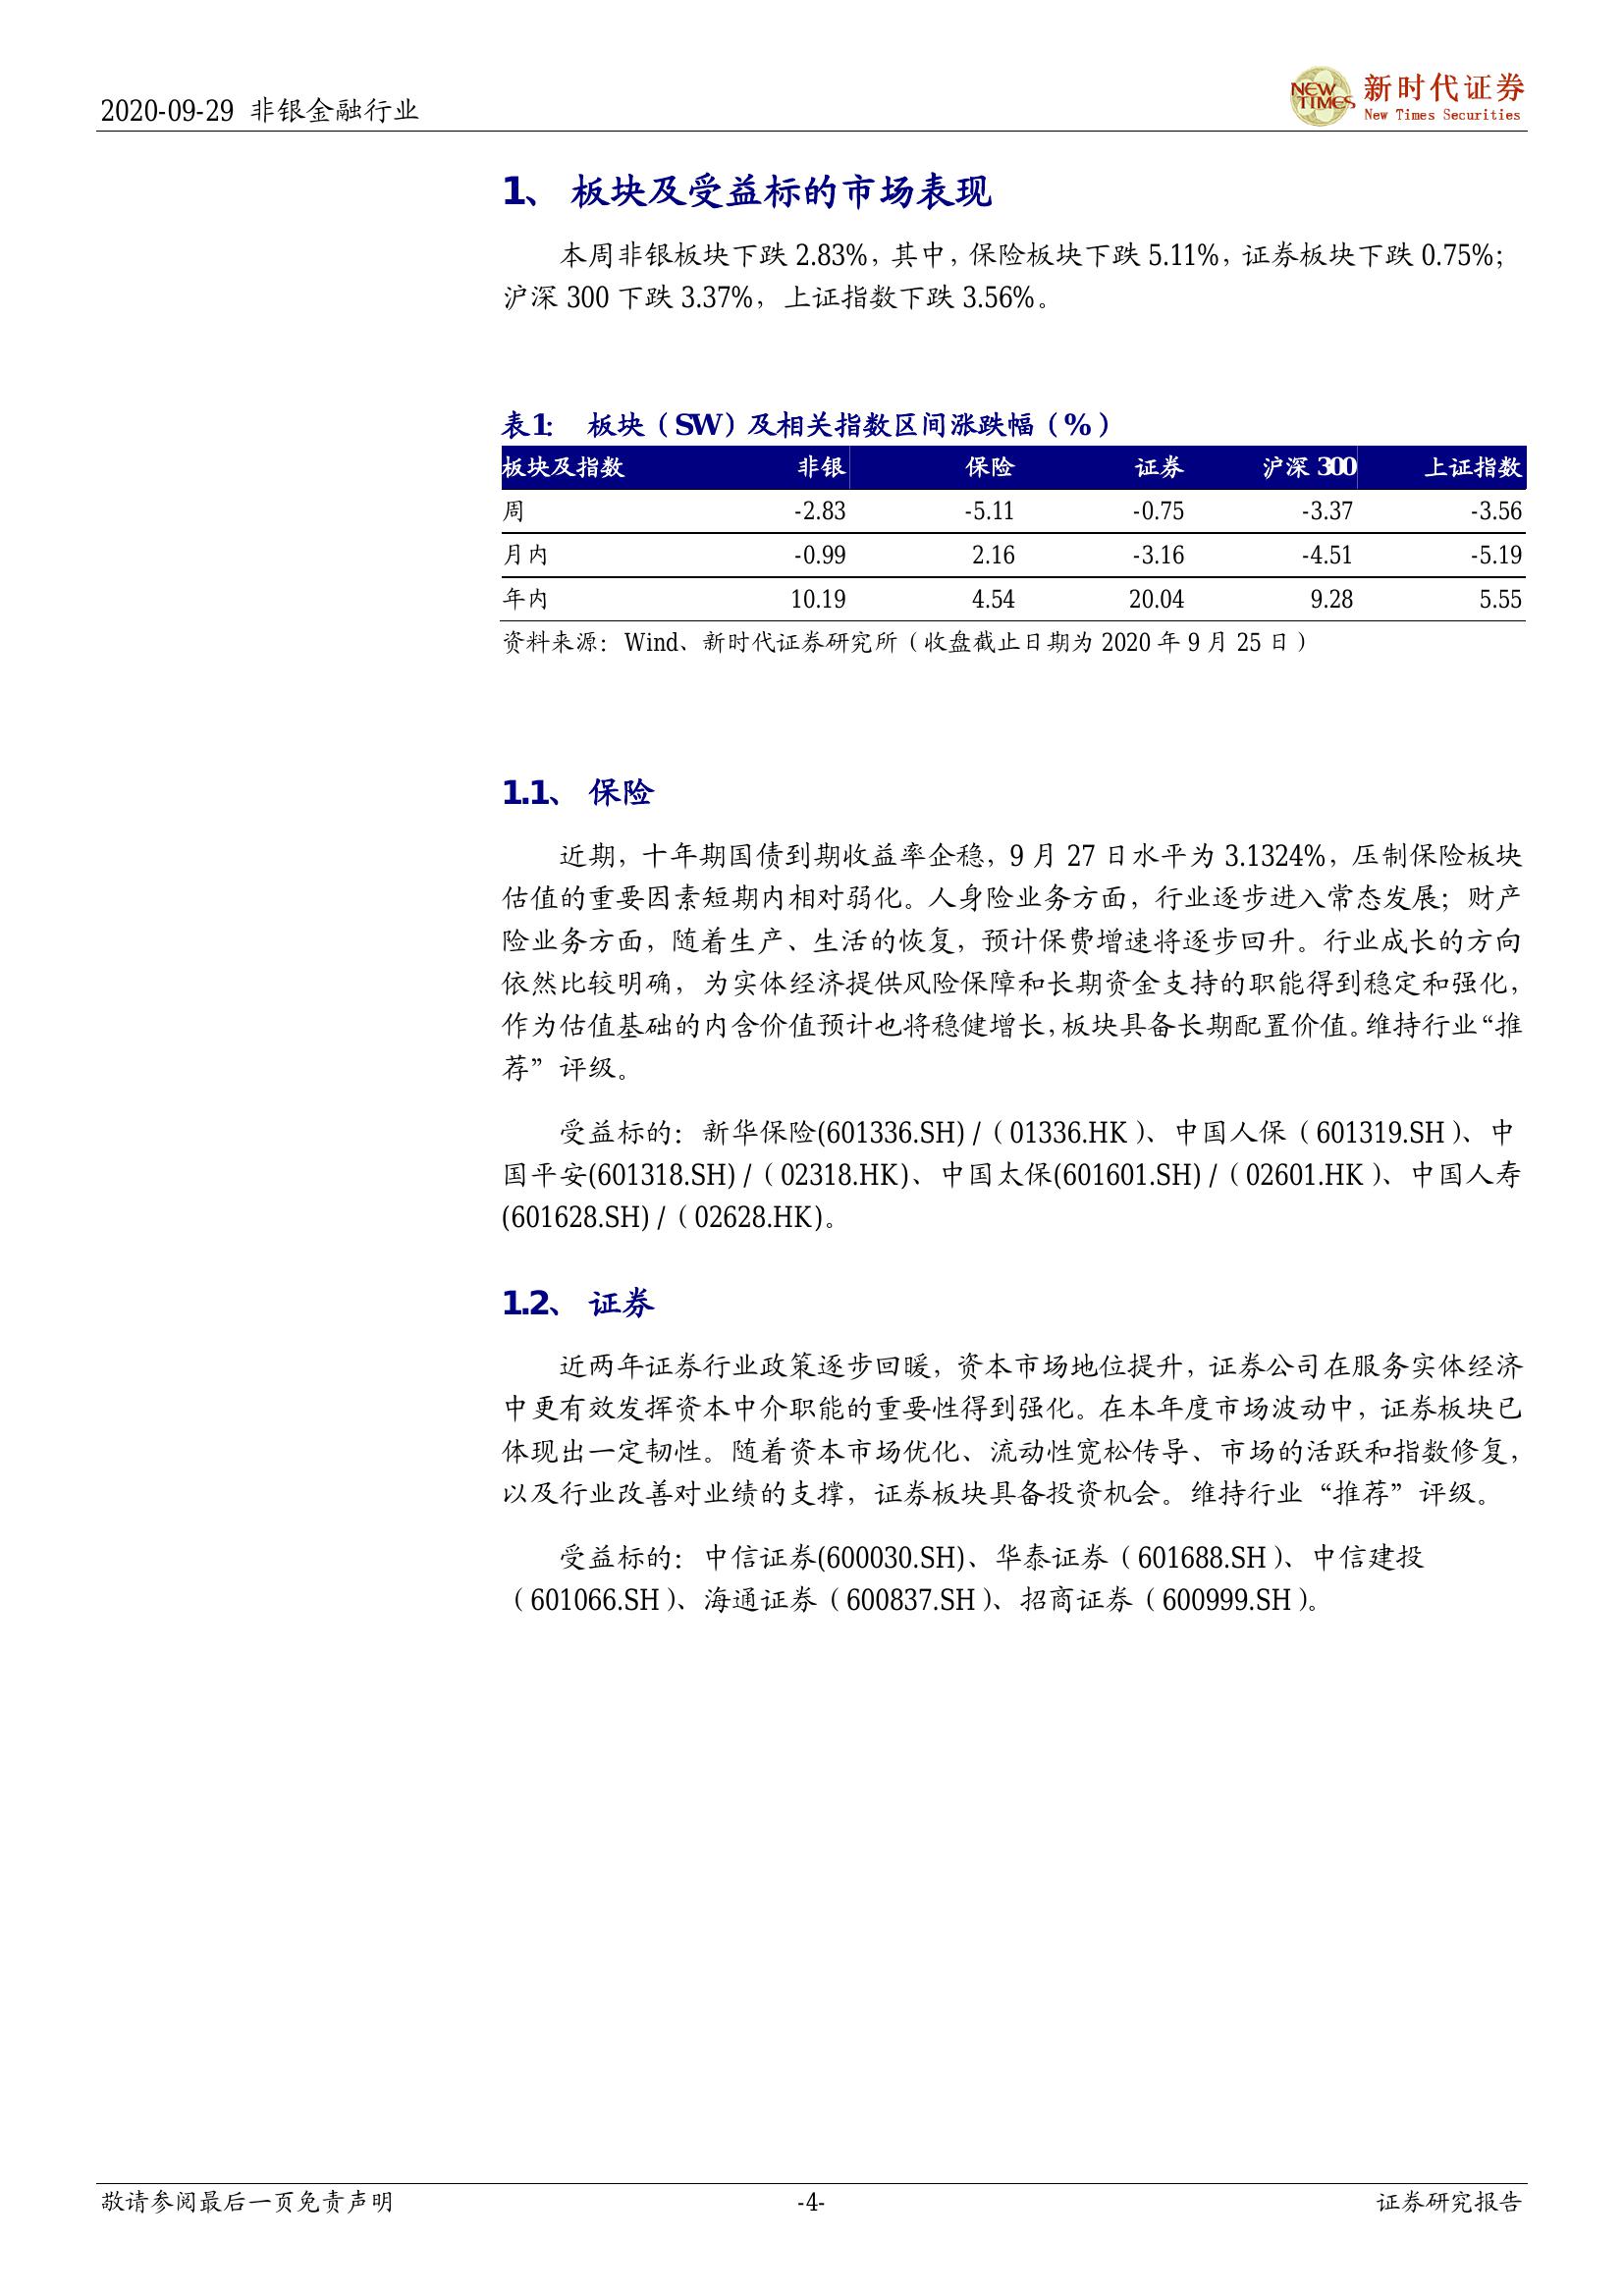 2020-09-29 非银金融行业
NEW TIMES 新时代证券
New Times Securities
1、 板块及受益标的市场表现
本周非银板块下跌 2.83%，其中，保险板块下跌 5.11%，证券板块下跌 0.75%；
沪深 300 下跌 3.37%，上证指数下跌 3.56%。
表1： 板块（SW）及相关指数区间涨跌幅（%）
板块及指数 非银 保险 证券 沪深 300 上证指数
周 -2.83 -5.11 -0.75 -3.37 -3.56
月内 -0.99 2.16 -3.16 -4.51 -5.19
年内 10.19 4.54 20.04 9.28 5.55
资料来源：Wind、新时代证券研究所（收盘截止日期为 2020 年 9 月 25 日）
1.1、 保险
近期，十年期国债到期收益率企稳，9 月 27 日水平为 3.1324%，压制保险板块
估值的重要因素短期内相对弱化。人身险业务方面，行业逐步进入常态发展；财产
险业务方面，随着生产、生活的恢复，预计保费增速将逐步回升。行业成长的方向
依然比较明确，为实体经济提供风险保障和长期资金支持的职能得到稳定和强化，
作为估值基础的内含价值预计也将稳健增长，板块具备长期配置价值。维持行业“推
荐”评级。
受益标的：新华保险(601336.SH) /（01336.HK）、中国人保（601319.SH）、中
国平安(601318.SH) /（02318.HK)、中国太保(601601.SH) /（02601.HK）、中国人寿
(601628.SH) /（02628.HK)。
1.2、 证券
近两年证券行业政策逐步回暖，资本市场地位提升，证券公司在服务实体经济
中更有效发挥资本中介职能的重要性得到强化。在本年度市场波动中，证券板块已
体现出一定韧性。随着资本市场优化、流动性宽松传导、市场的活跃和指数修复，
以及行业改善对业绩的支撑，证券板块具备投资机会。维持行业“推荐”评级。
受益标的：中信证券(600030.SH)、华泰证券（601688.SH）、中信建投
（601066.SH）、海通证券（600837.SH）、招商证券（600999.SH）。
敬请参阅最后一页免责声明 -4- 证券研究报告